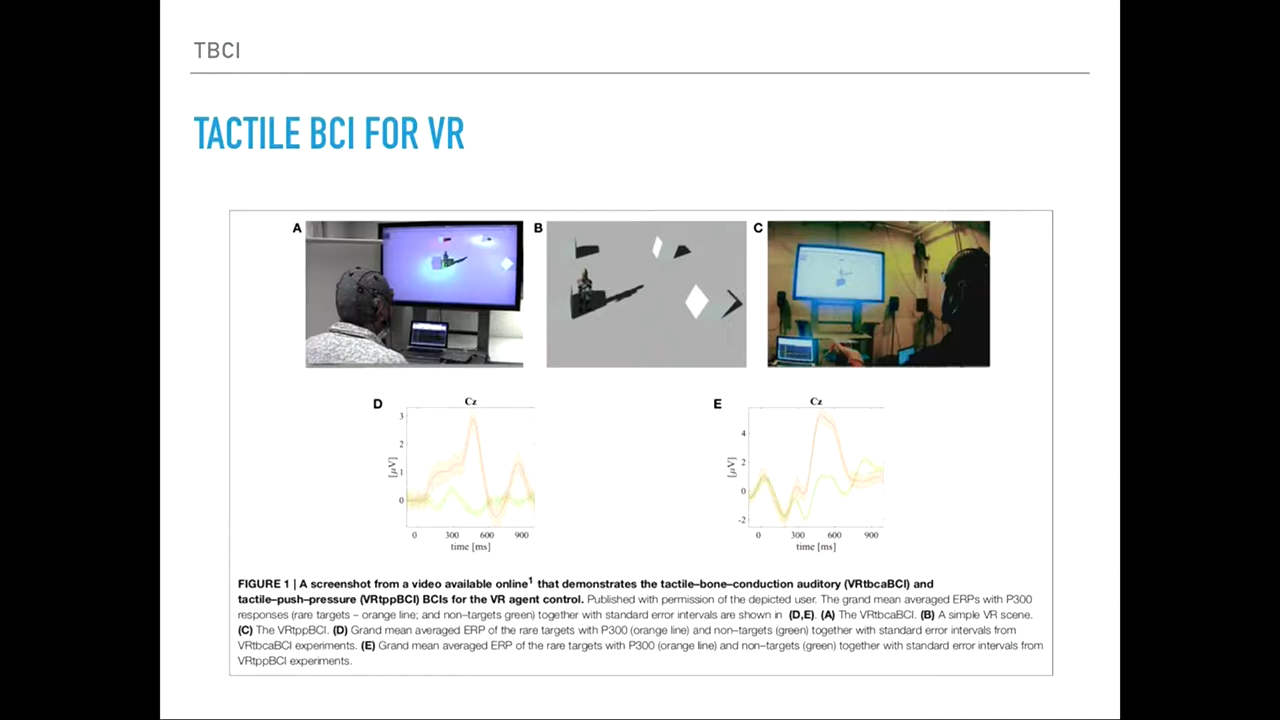 TBCI
TACTILE BCI FOR VR
A
B
C
D
Cz
3
2
1
0
[μV]
0 300 600 900
time [ms]
E
Cz
4
2
0
-2
[μV]
0 300 600 900
time [ms]
FIGURE 1 | A screenshot from a video available online1 that demonstrates the tactile–bone–conduction auditory (VRtbcaBCI) and
tactile–push–pressure (VRtppBCI) BCIs for the VR agent control. Published with permission of the depicted user. The grand mean averaged ERPs with P300
responses (rare targets – orange line; and non–targets green) together with standard error intervals are shown in (D,E). (A) The VRtbcaBCI. (B) A simple VR scene.
(C) The VRtppBCI. (D) Grand mean averaged ERP of the rare targets with P300 (orange line) and non–targets (green) together with standard error intervals from
VRtbcaBCI experiments. (E) Grand mean averaged ERP of the rare targets with P300 (orange line) and non–targets (green) together with standard error intervals from
VRtppBCI experiments.